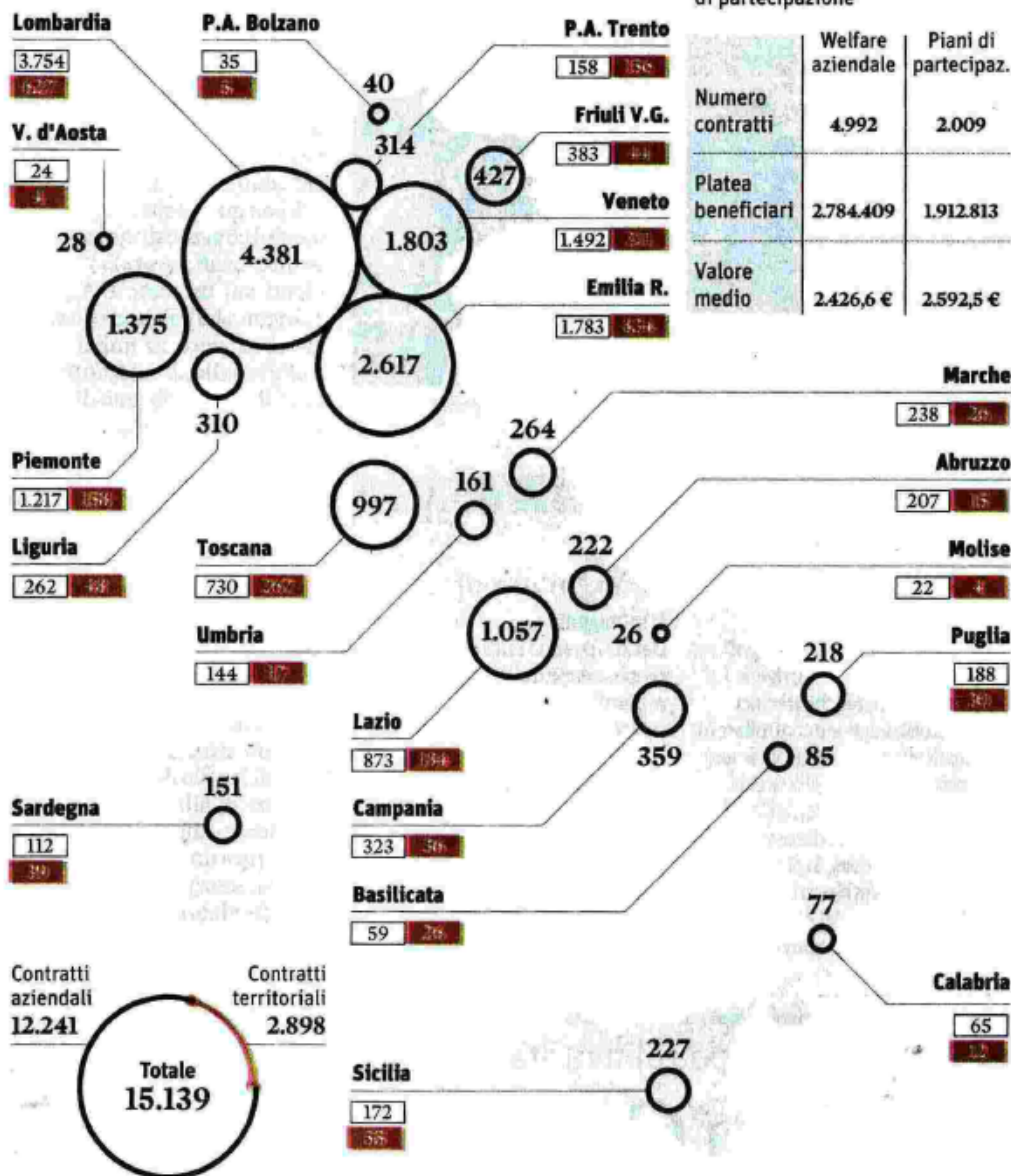 di partecipazione
Welfare aziendale
Piani di partecipaz.
Numero contratti 4.992 2.009
Platea beneficiari 2.784.409 1.912.813
Valore medio 2.426,6 € 2.592,5 €
Lombardia
3.754
4.381
P.A. Bolzano
35
40
P.A. Trento
158
314
V. d'Aosta
24
28
Friuli V.G.
383
427
Veneto
1.492
1.803
Emilia R.
1.783
2.617
Piemonte
1.217
1.375
Liguria
262
310
Toscana
730
997
Umbria
144
161
Marche
238
264
Abruzzo
207
222
Molise
22
26
Puglia
188
218
Lazio
873
1.057
Campania
323
359
Basilicata
59
85
Sardegna
112
151
Calabria
65
77
Sicilia
172
227
Contratti aziendali
12.241
Contratti territoriali
2.898
Totale
15.139